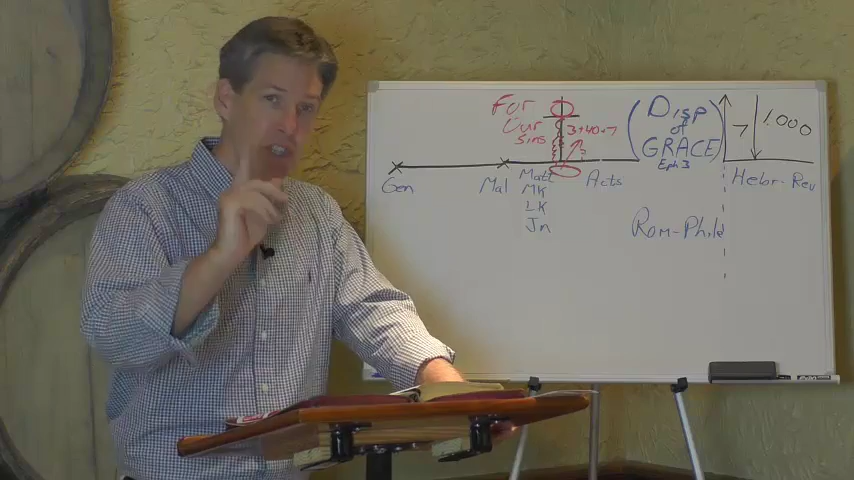 For
Our
sins
3+40+7
Disp
of
GRACE
Eph 3
7
1,000
Gen
Mal
Matt
MK
LK
Jn
Acts
Hebr-Rev
Rom-Phile